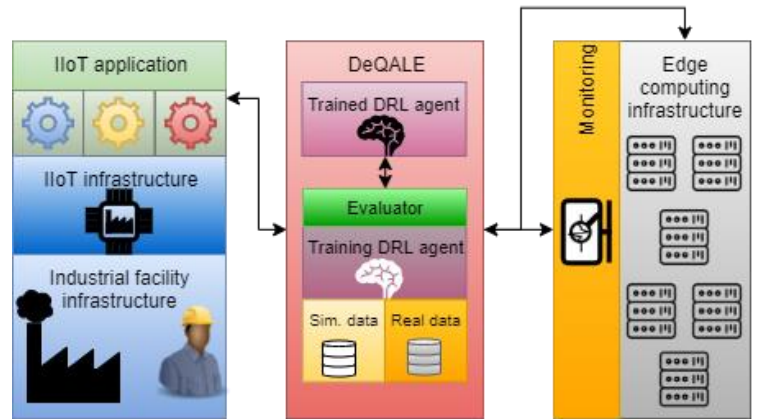 IIoT application
IIoT infrastructure
Industrial facility
infrastructure
DeQALE
Trained DRL agent
Evaluator
Training DRL agent
Sim. data
Real data
Monitoring
Edge
computing
infrastructure